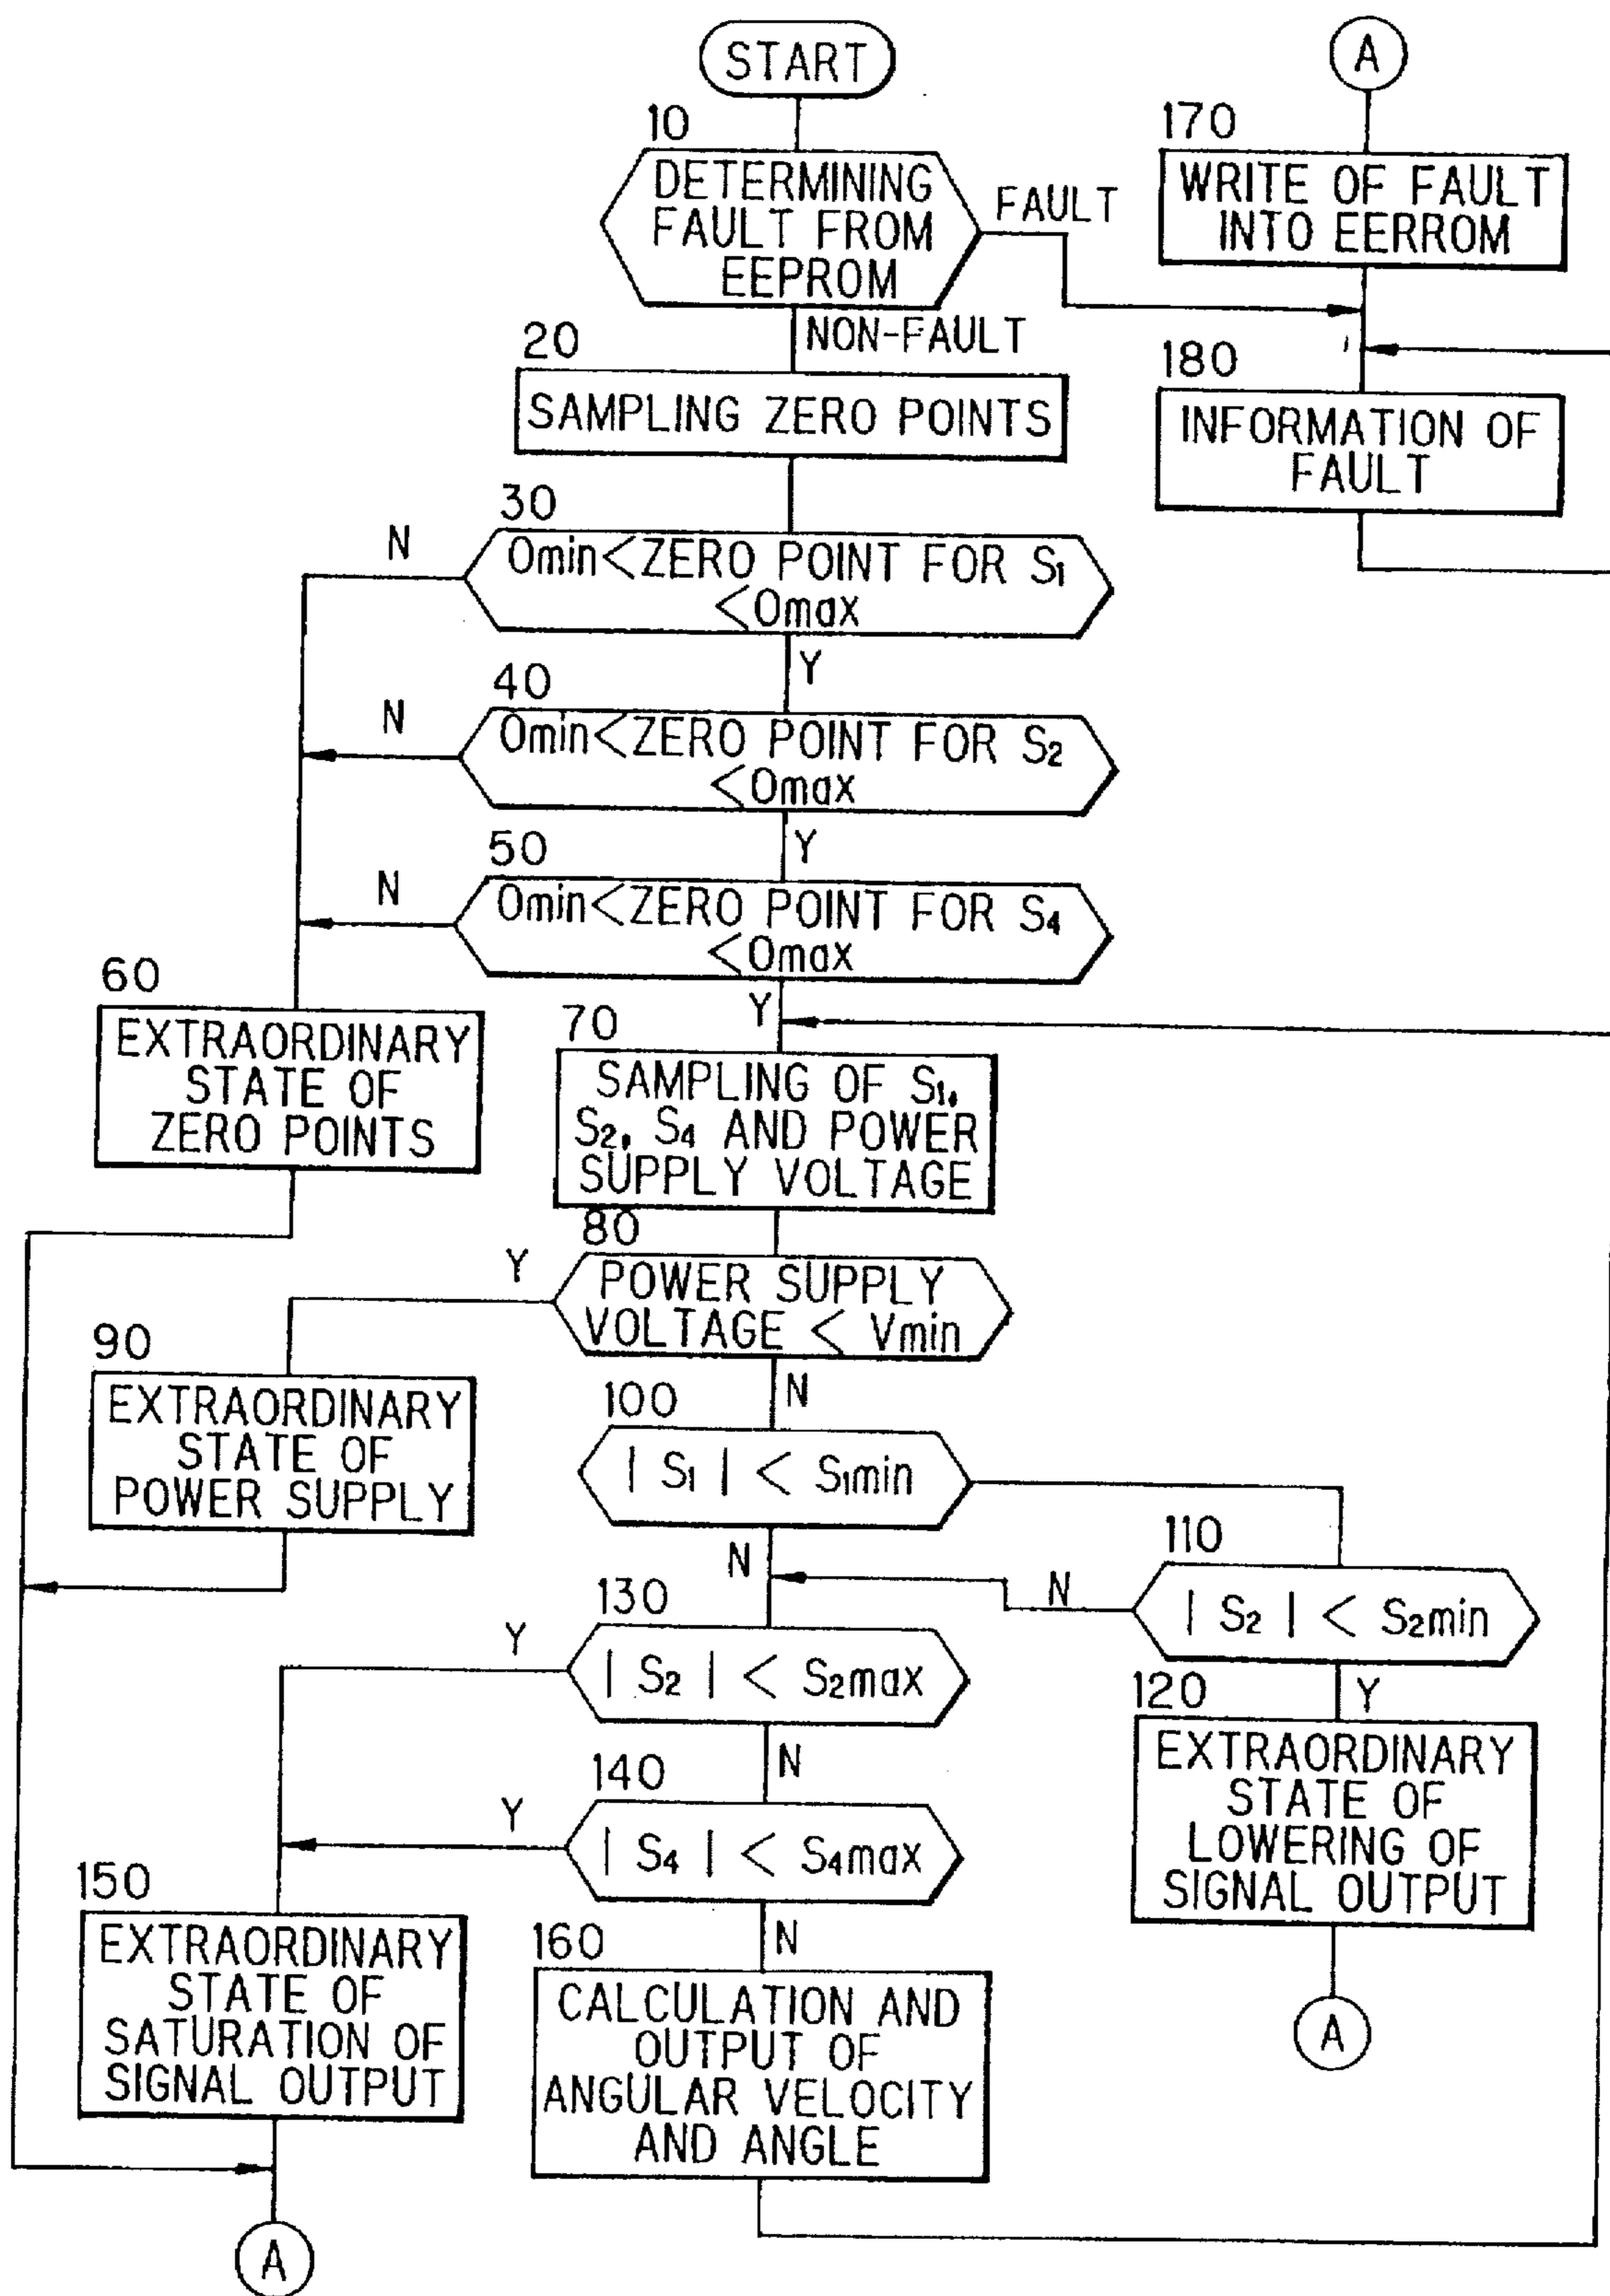 START
10
DETERMINING
FAULT FROM
EEPROM
FAULT
NON-FAULT
20
SAMPLING ZERO POINTS
30
Omin<ZERO POINT FOR S1
<Omax
N
Y
40
Omin<ZERO POINT FOR S2
<Omax
N
Y
50
Omin<ZERO POINT FOR S4
<Omax
N
Y
60
EXTRAORDINARY
STATE OF
ZERO POINTS
70
SAMPLING OF S1,
S2, S4 AND POWER
SUPPLY VOLTAGE
80
POWER SUPPLY
VOLTAGE < Vmin
Y
N
90
EXTRAORDINARY
STATE OF
POWER SUPPLY
100
| S1 | < S1min
N
110
| S2 | < S2min
N
Y
120
EXTRAORDINARY
STATE OF
LOWERING OF
SIGNAL OUTPUT
A
130
| S2 | < S2max
Y
N
140
| S4 | < S4max
Y
N
150
EXTRAORDINARY
STATE OF
SATURATION OF
SIGNAL OUTPUT
A
160
CALCULATION AND
OUTPUT OF
ANGULAR VELOCITY
AND ANGLE
A
170
WRITE OF FAULT
INTO EERROM
180
INFORMATION OF
FAULT